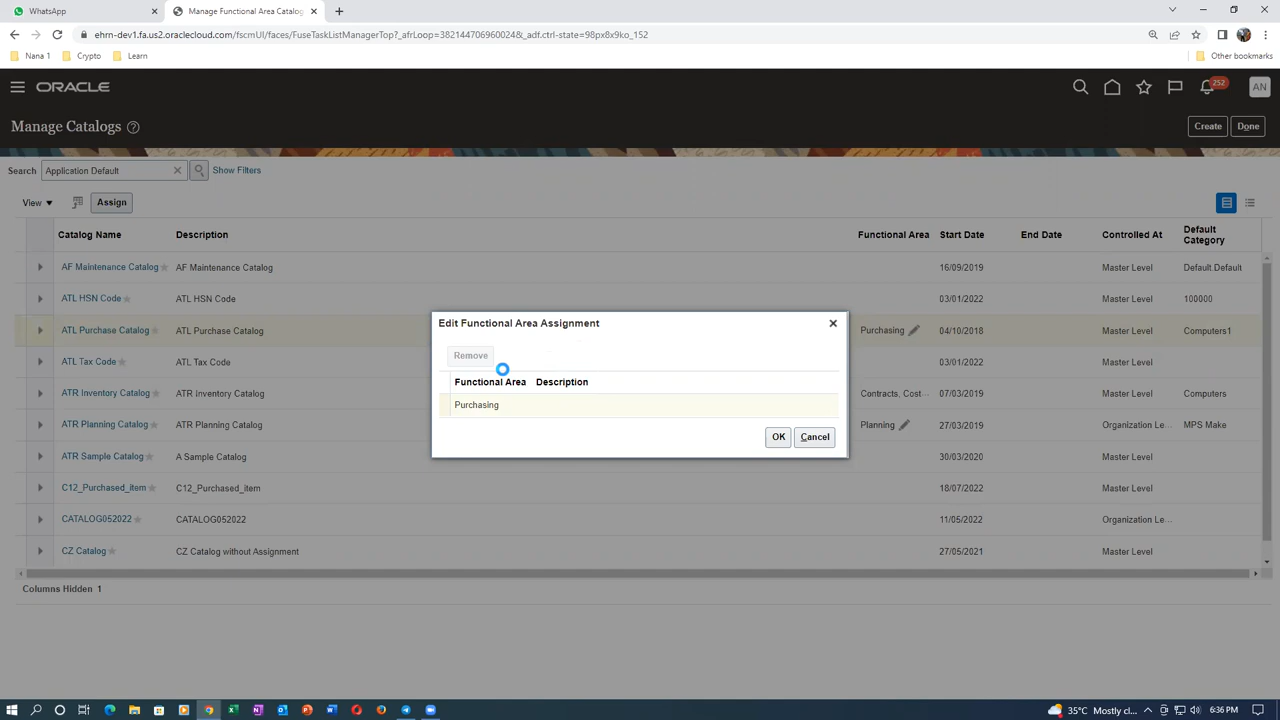 WhatsApp
Manage Functional Area Catalog
ehrm-dev1.fa.us2.oraclecloud.com/fscmUI/faces/FuseTaskListManagerTop?_afrLoop=382144706960024&_adf.ctrl-state=98px8x9ko_152
Nana 1 Crypto Learn Other bookmarks
ORACLE 252 AN
Manage Catalogs Create Done
Search Application Default Show Filters
View Assign
Catalog Name Description Functional Area Start Date End Date Controlled At Default Category
AF Maintenance Catalog AF Maintenance Catalog 16/09/2019 Master Level Default.Default
ATL HSN Code ATL HSN Code 03/01/2022 Master Level 100000
ATL Purchase Catalog ATL Purchase Catalog Purchasing 04/10/2018 Master Level Computers1
ATL Tax Code ATL Tax Code 03/01/2022 Master Level
ATR Inventory Catalog ATR Inventory Catalog Contracts, Cost... 07/03/2019 Master Level Computers
ATR Planning Catalog ATR Planning Catalog Planning 27/03/2019 Organization Le... MPS Make
ATR Sample Catalog A Sample Catalog 30/03/2020 Master Level
C12_Purchased_item C12_Purchased_item 18/07/2022 Master Level
CATALOG052022 CATALOG052022 11/05/2022 Organization Le...
CZ Catalog CZ Catalog without Assignment 27/05/2021 Master Level
Columns Hidden 1
Edit Functional Area Assignment
Remove
Functional Area Description
Purchasing
OK Cancel
35°C Mostly cl... 6:36 PM